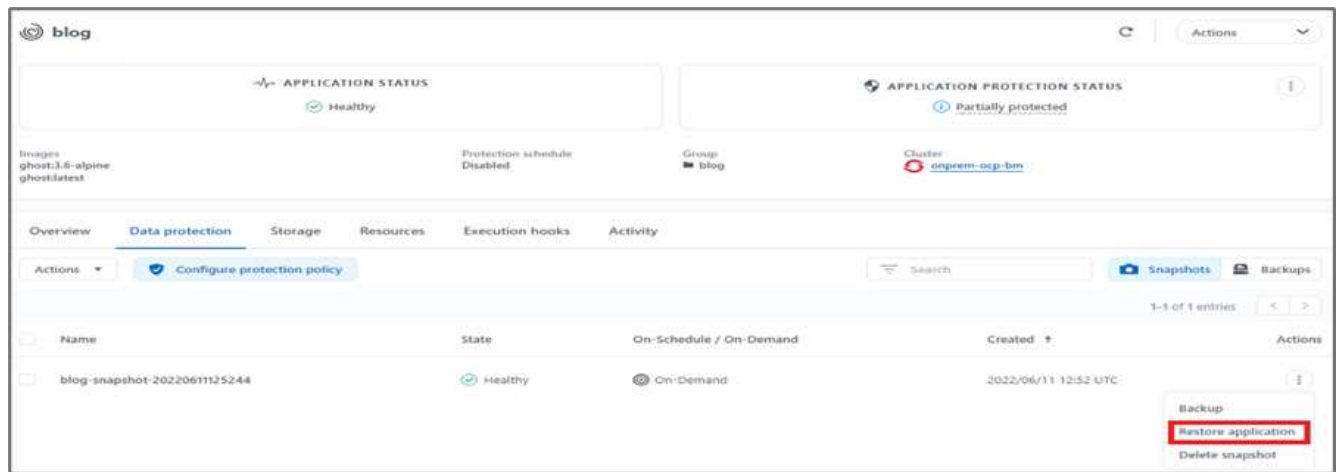 blog
Actions
APPLICATION STATUS
Healthy
APPLICATION PROTECTION STATUS
Partially protected
Images
ghost:3.6-alpine
ghost:latest
Protection schedule
Disabled
Group
blog
Cluster
onprem-ocp-bm
Overview Data protection Storage Resources Execution hooks Activity
Actions Configure protection policy Search Snapshots Backups
1-1 of 1 entries < >
Name State On-Schedule / On-Demand Created ↑ Actions
blog-snapshot-20220611125244 Healthy On-Demand 2022/06/11 12:52 UTC
Backup
Restore application
Delete snapshot